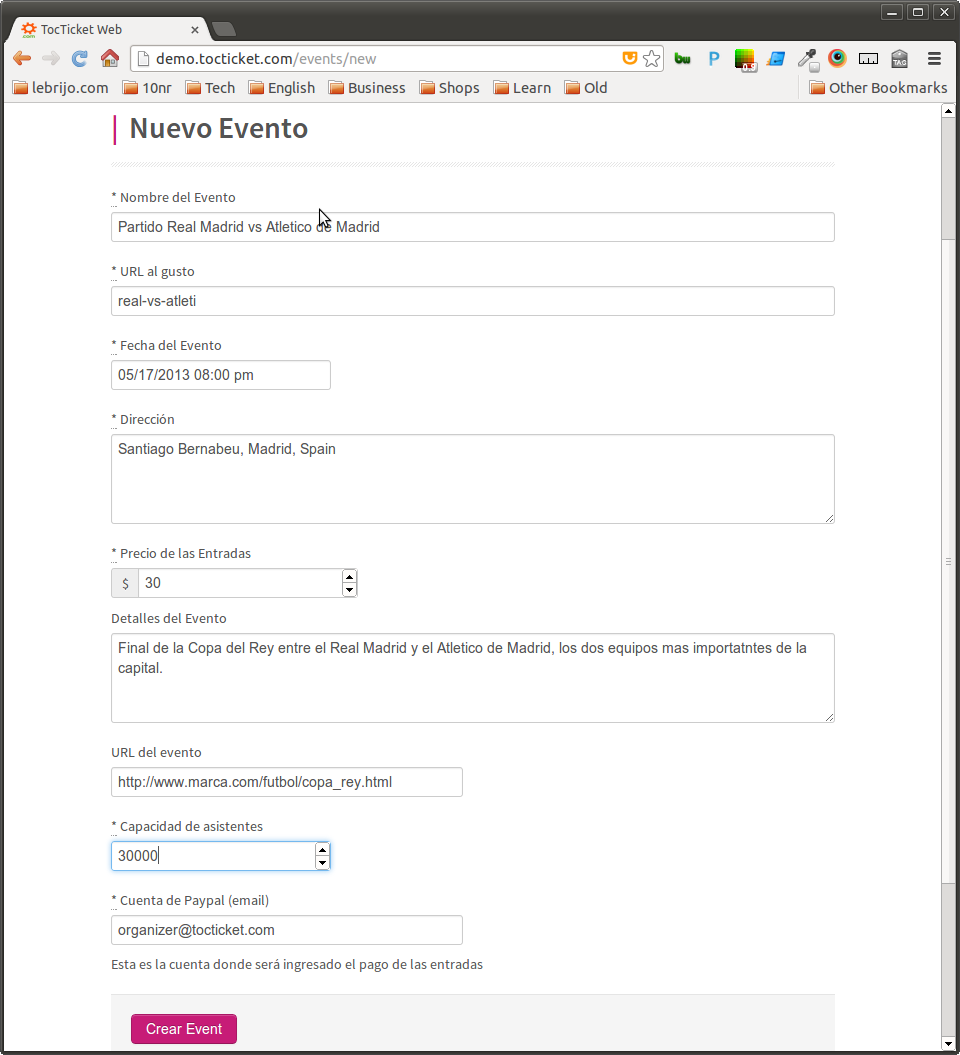 TocTicket Web
demo.tocticket.com/events/new
bw
P
0.5
TAG
lebrijo.com 10nr Tech English Business Shops Learn Old Other Bookmarks
Nuevo Evento
* Nombre del Evento
Partido Real Madrid vs Atletico de Madrid
* URL al gusto
real-vs-atleti
* Fecha del Evento
05/17/2013 08:00 pm
* Dirección
Santiago Bernabeu, Madrid, Spain
* Precio de las Entradas
$ 30
Detalles del Evento
Final de la Copa del Rey entre el Real Madrid y el Atletico de Madrid, los dos equipos mas importatntes de la
capital.
URL del evento
http://www.marca.com/futbol/copa_rey.html
* Capacidad de asistentes
30000
* Cuenta de Paypal (email)
organizer@tocticket.com
Esta es la cuenta donde será ingresado el pago de las entradas
Crear Event